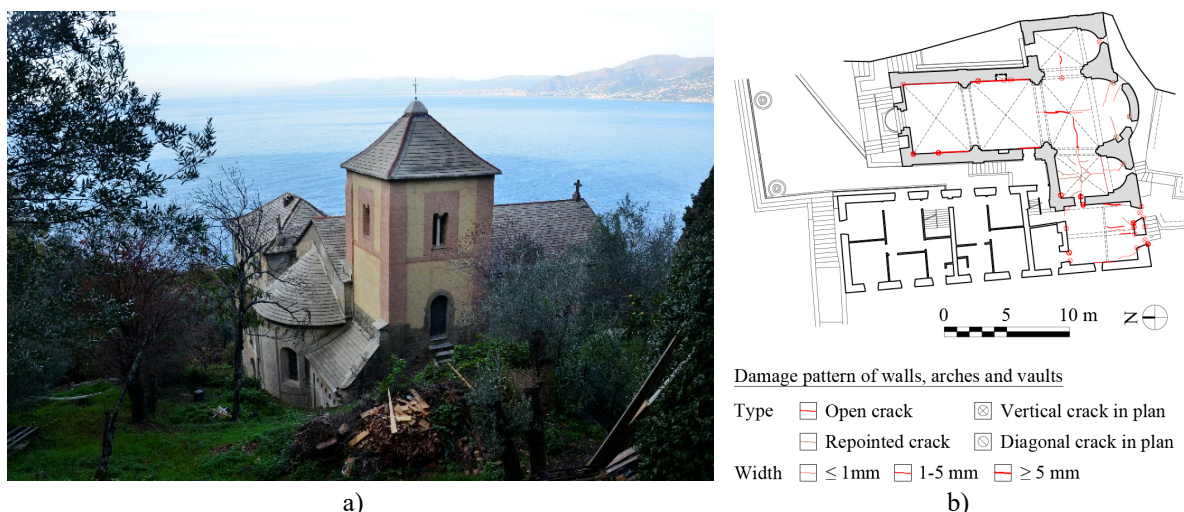 0 5 10 m
N
Damage pattern of walls, arches and vaults
Type Open crack Vertical crack in plan
Repointed crack Diagonal crack in plan
Width ≤ 1mm 1-5 mm ≥ 5 mm
a) b)